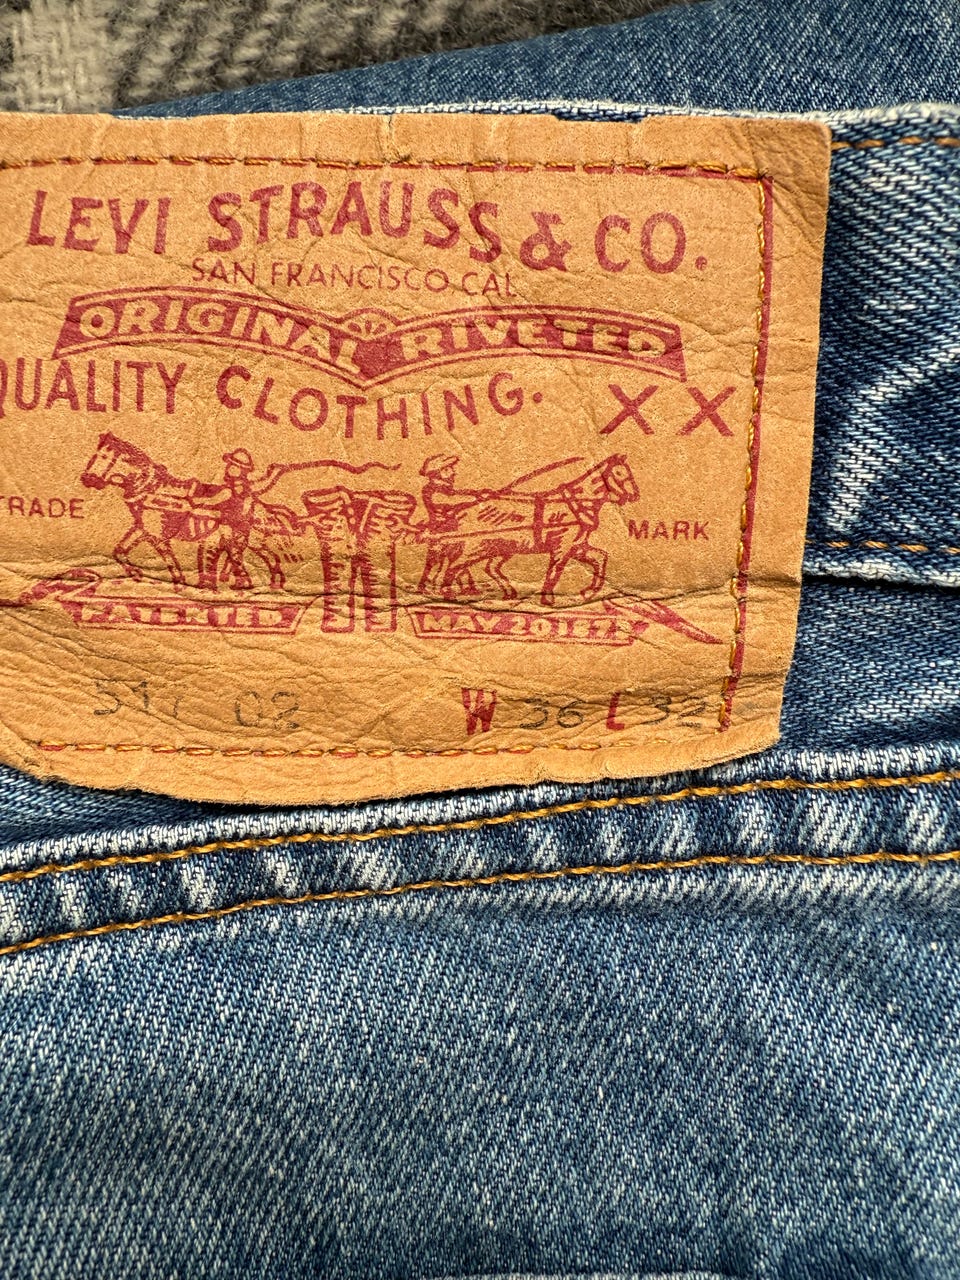 LEVI STRAUSS & CO.
SAN FRANCISCO CAL
ORIGINAL RIVETED
QUALITY CLOTHING. XX
TRADE MARK
PATENTED MAY 20 1873
02 W 36 L 32